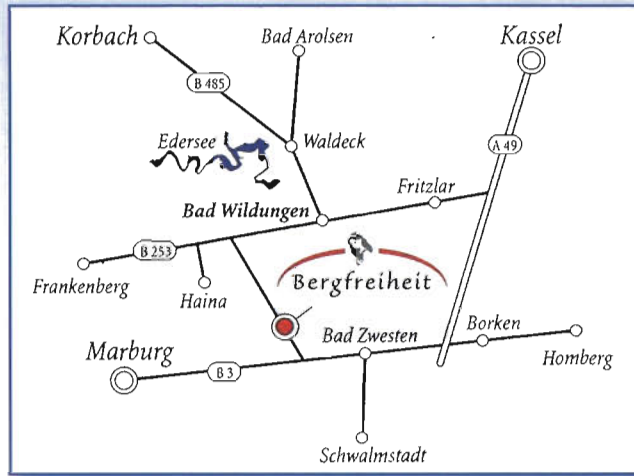 Korbach
Bad Arolsen
Kassel
B 485
Edersee
Waldeck
A 49
Fritzlar
Bad Wildungen
B 253
Frankenberg
Haina
Bergfreiheit
Bad Zwesten
Borken
Homberg
Marburg
B 3
Schwalmstadt